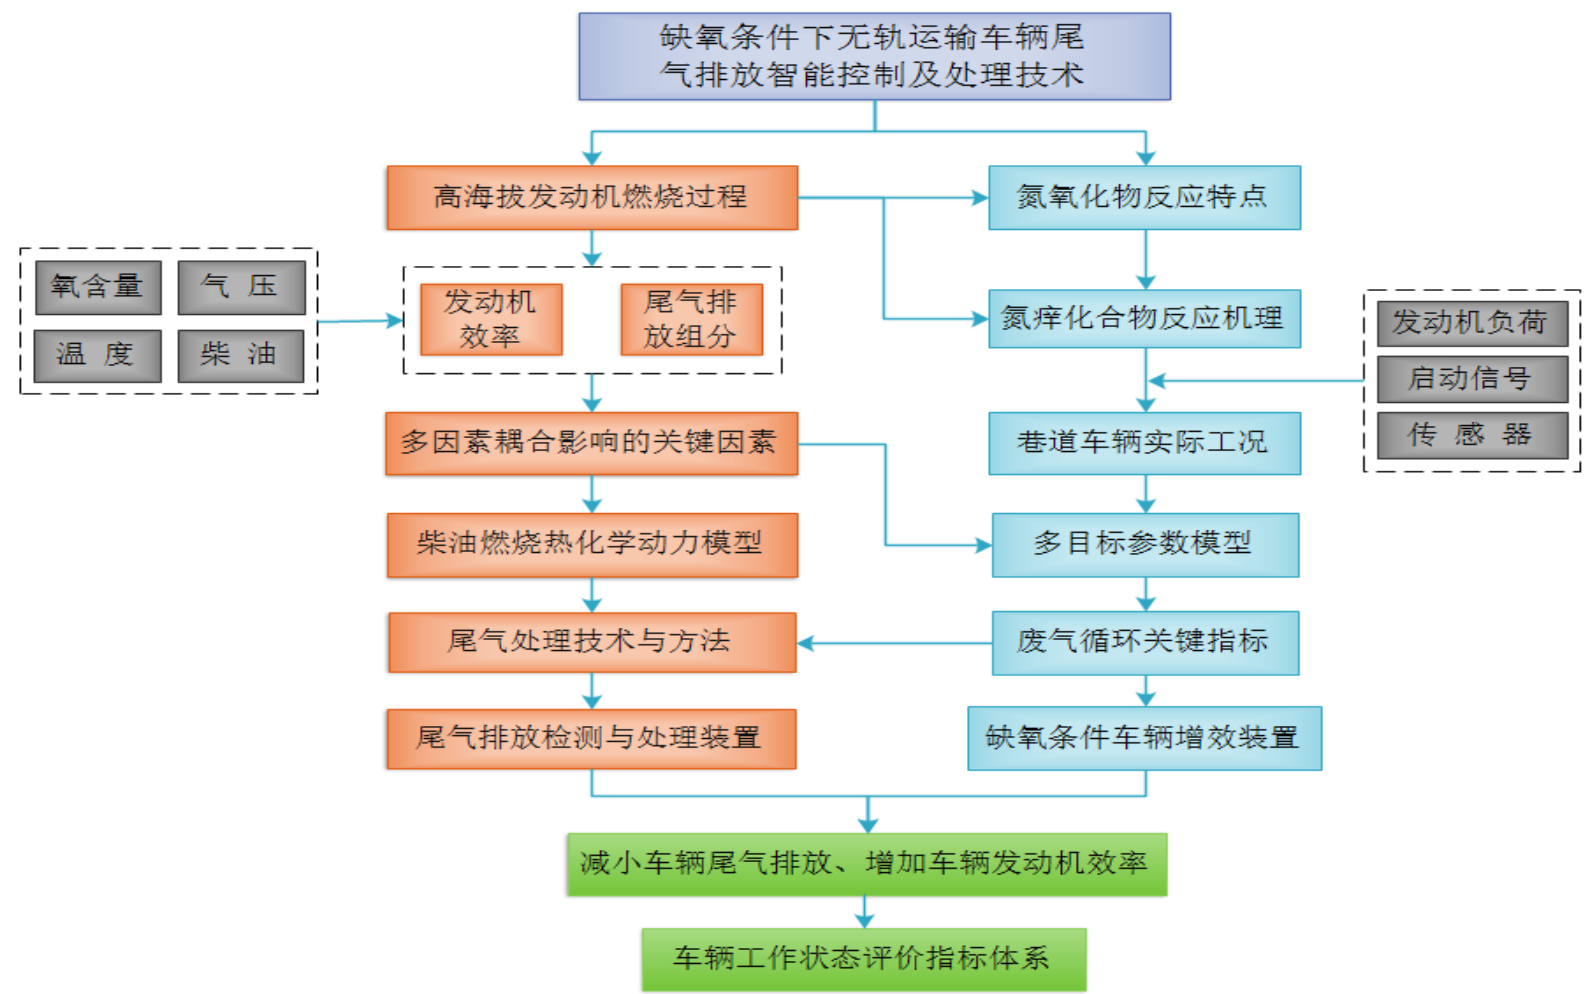 缺氧条件下无轨运输车辆尾
气排放智能控制及处理技术
高海拔发动机燃烧过程
氮氧化物反应特点
氧含量
气 压
温 度
柴 油
发动机
效率
尾气排
放组分
氮痒化合物反应机理
发动机负荷
启动信号
传 感 器
多因素耦合影响的关键因素
巷道车辆实际工况
柴油燃烧热化学动力模型
多目标参数模型
尾气处理技术与方法
废气循环关键指标
尾气排放检测与处理装置
缺氧条件车辆增效装置
减小车辆尾气排放、增加车辆发动机效率
车辆工作状态评价指标体系